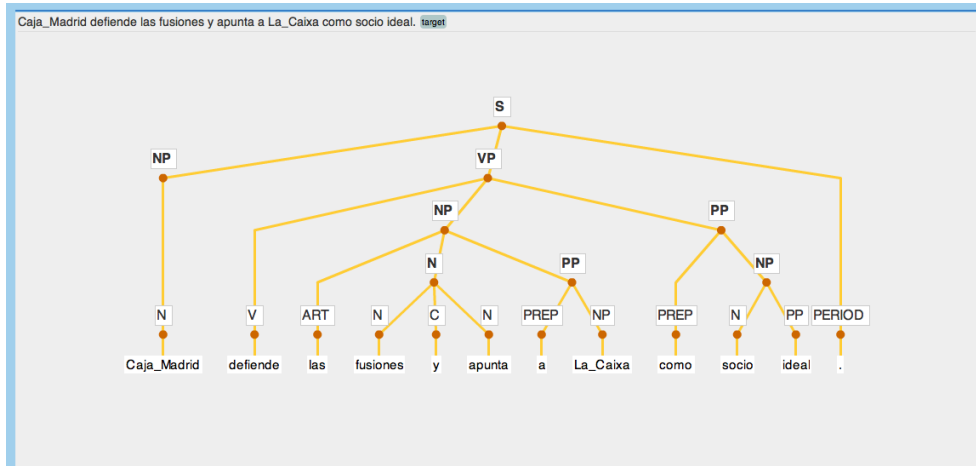 Caja_Madrid defiende las fusiones y apunta a La_Caixa como socio ideal. target
S
NP VP
NP PP
N PP NP
N V ART N C N PREP NP PREP N PP PERIOD
Caja_Madrid defiende las fusiones y apunta a La_Caixa como socio ideal .